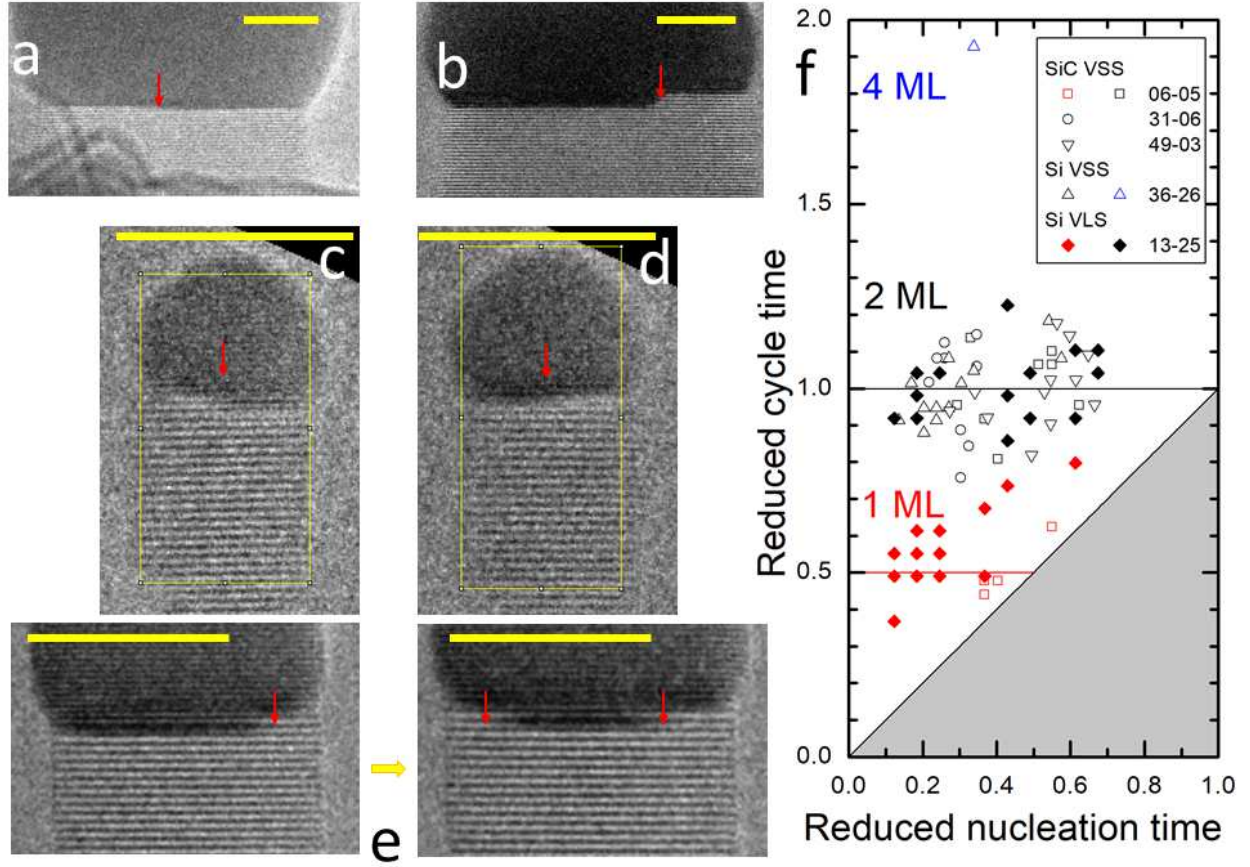 a
b
c
d
e
f
2.0
1.5
1.0
0.5
0.0
Reduced cycle time
4 ML
2 ML
1 ML
SiC VSS
06-05
31-06
49-03
Si VSS
36-26
Si VLS
13-25
0.0 0.2 0.4 0.6 0.8 1.0
Reduced nucleation time